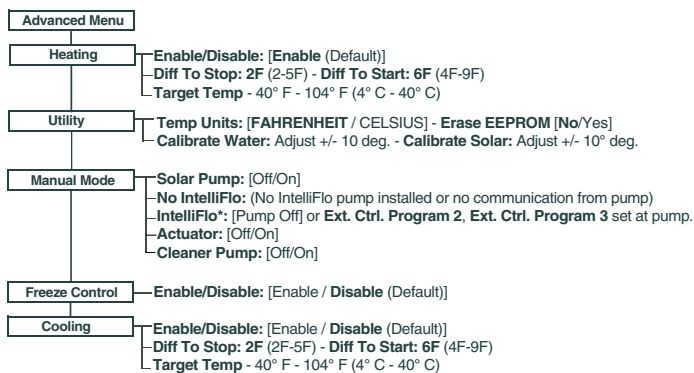 Advanced Menu
Heating
Enable/Disable: [Enable (Default)]
Diff To Stop: 2F (2-5F) - Diff To Start: 6F (4F-9F)
Target Temp - 40° F - 104° F (4° C - 40° C)
Utility
Temp Units: [FAHRENHEIT / CELSIUS] - Erase EEPROM [No/Yes]
Calibrate Water: Adjust +/- 10 deg. - Calibrate Solar: Adjust +/- 10° deg.
Manual Mode
Solar Pump: [Off/On]
No IntelliFlo: (No IntelliFlo pump installed or no communication from pump)
IntelliFlo*: [Pump Off] or Ext. Ctrl. Program 2, Ext. Ctrl. Program 3 set at pump.
Actuator: [Off/On]
Cleaner Pump: [Off/On]
Freeze Control
Enable/Disable: [Enable / Disable (Default)]
Cooling
Enable/Disable: [Enable / Disable (Default)]
Diff To Stop: 2F (2F-5F) - Diff To Start: 6F (4F-9F)
Target Temp - 40° F - 104° F (4° C - 40° C)